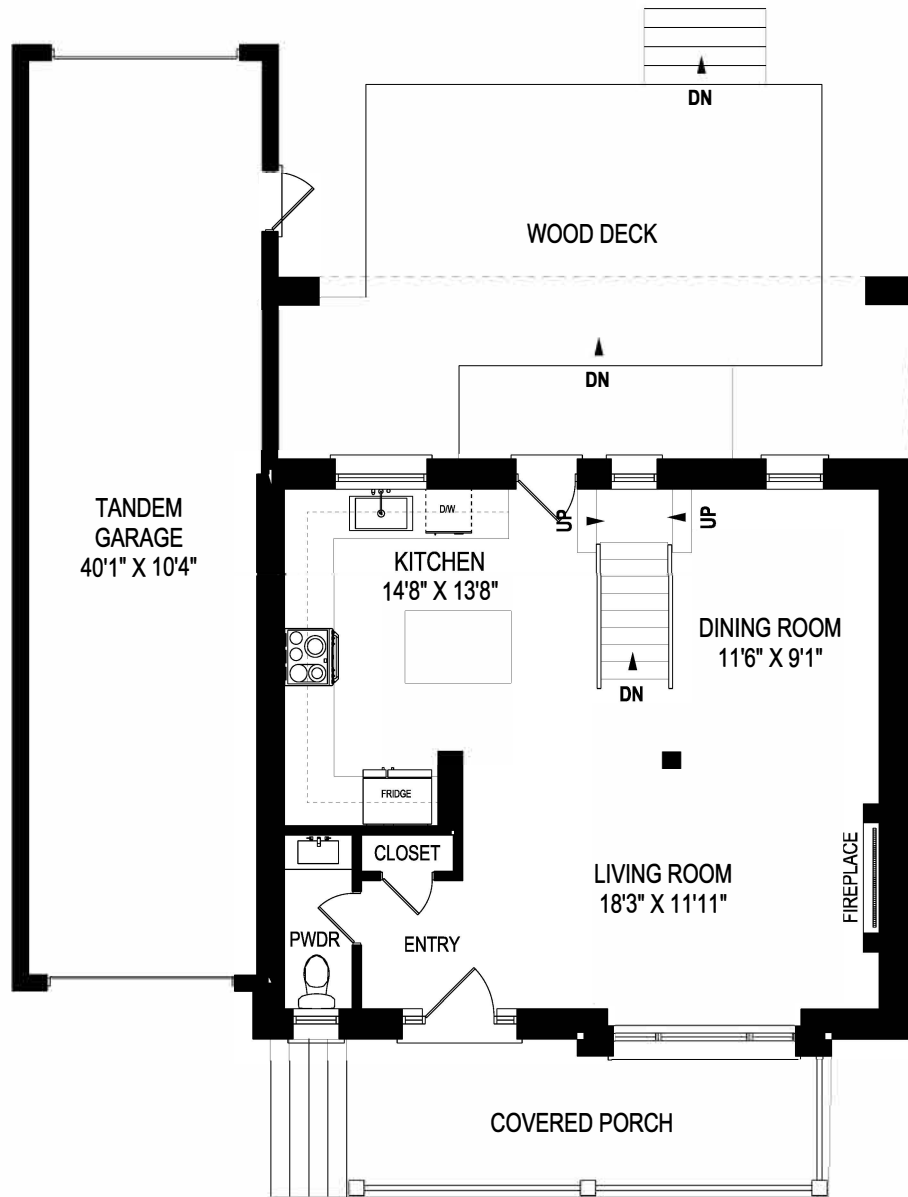 DN
WOOD DECK
DN
TANDEM
GARAGE
40'1" X 10'4"
D/W
UP
UP
KITCHEN
14'8" X 13'8"
DINING ROOM
11'6" X 9'1"
DN
FRIDGE
CLOSET
LIVING ROOM
18'3" X 11'11"
FIREPLACE
PWDR
ENTRY
COVERED PORCH